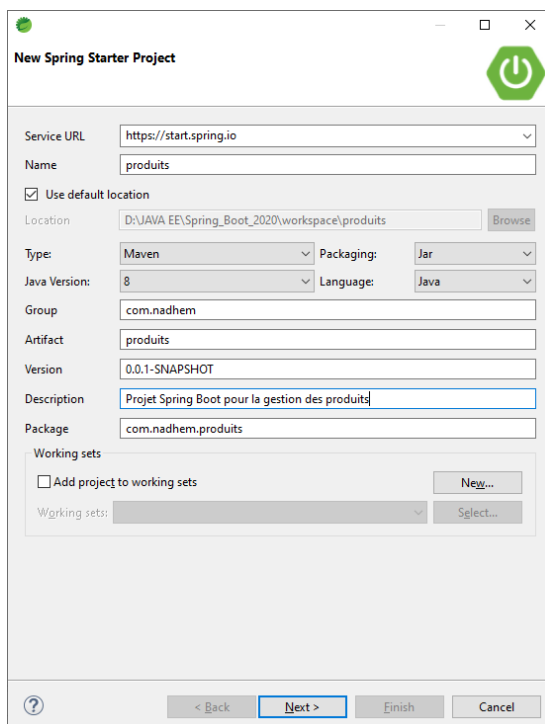 New Spring Starter Project
Service URL https://start.spring.io
Name produits
Use default location
Location D:\JAVA EE\Spring_Boot_2020\workspace\produits Browse
Type: Maven Packaging: Jar
Java Version: 8 Language: Java
Group com.nadhem
Artifact produits
Version 0.0.1-SNAPSHOT
Description Projet Spring Boot pour la gestion des produits
Package com.nadhem.produits
Working sets
Add project to working sets New...
Working sets: Select...
? < Back Next > Finish Cancel